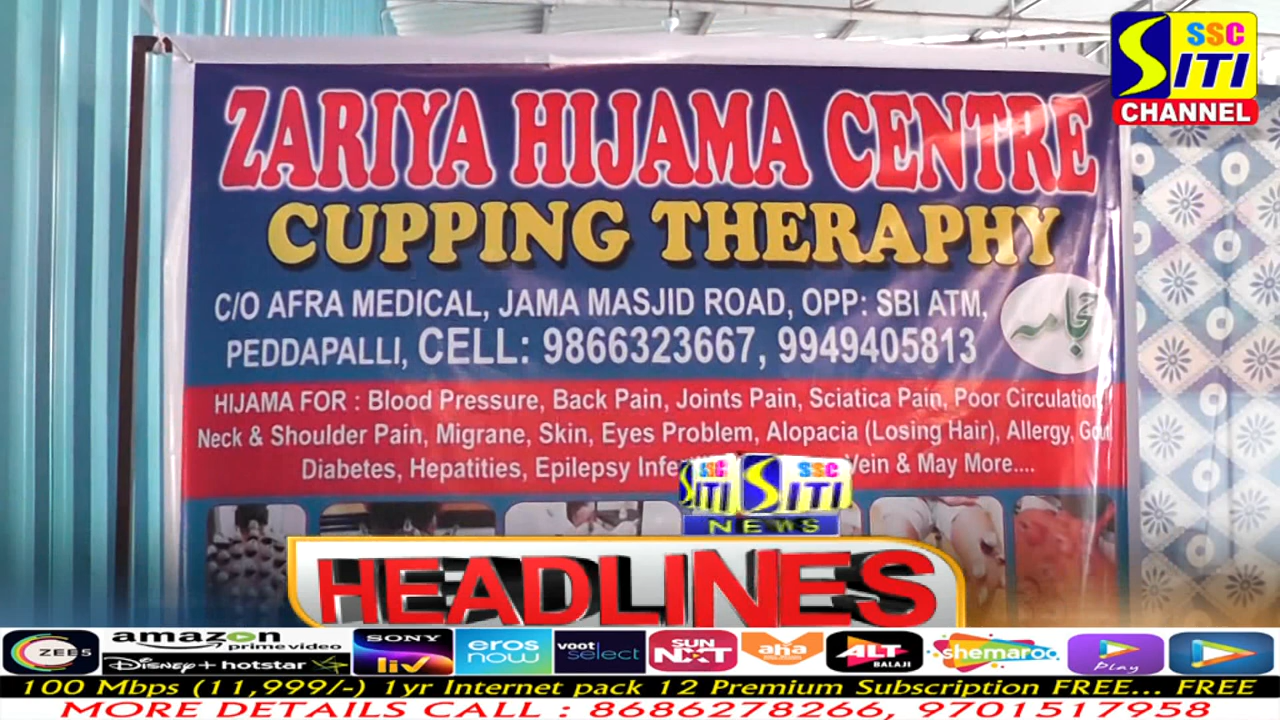 SSC
SITI
CHANNEL
ZARIYA HIJAMA CENTRE
CUPPING THERAPHY
C/O AFRA MEDICAL, JAMA MASJID ROAD, OPP: SBI ATM,
PEDDAPALLI, CELL: 9866323667, 9949405813
حجامہ
HIJAMA FOR : Blood Pressure, Back Pain, Joints Pain, Sciatica Pain, Poor Circulation
Neck & Shoulder Pain, Migrane, Skin, Eyes Problem, Alopacia (Losing Hair), Allergy, Gout
Diabetes, Hepatities, Epilepsy Vein & May More....
SSC SSC
SITI SITI
NEWS
HEADLINES
ZEE5 amazon primevideo Disney+ hotstar SONY liv eros now voot select SUN NXT aha ALT BALAJI shemaroo Play
100 Mbps (11,999/-) 1yr Internet pack 12 Premium Subscription FREE... FREE
MORE DETAILS CALL : 8686278266, 9701517958